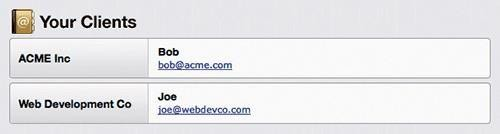 Your Clients
ACME Inc
Bob
bob@acme.com
Web Development Co
Joe
joe@webdevco.com